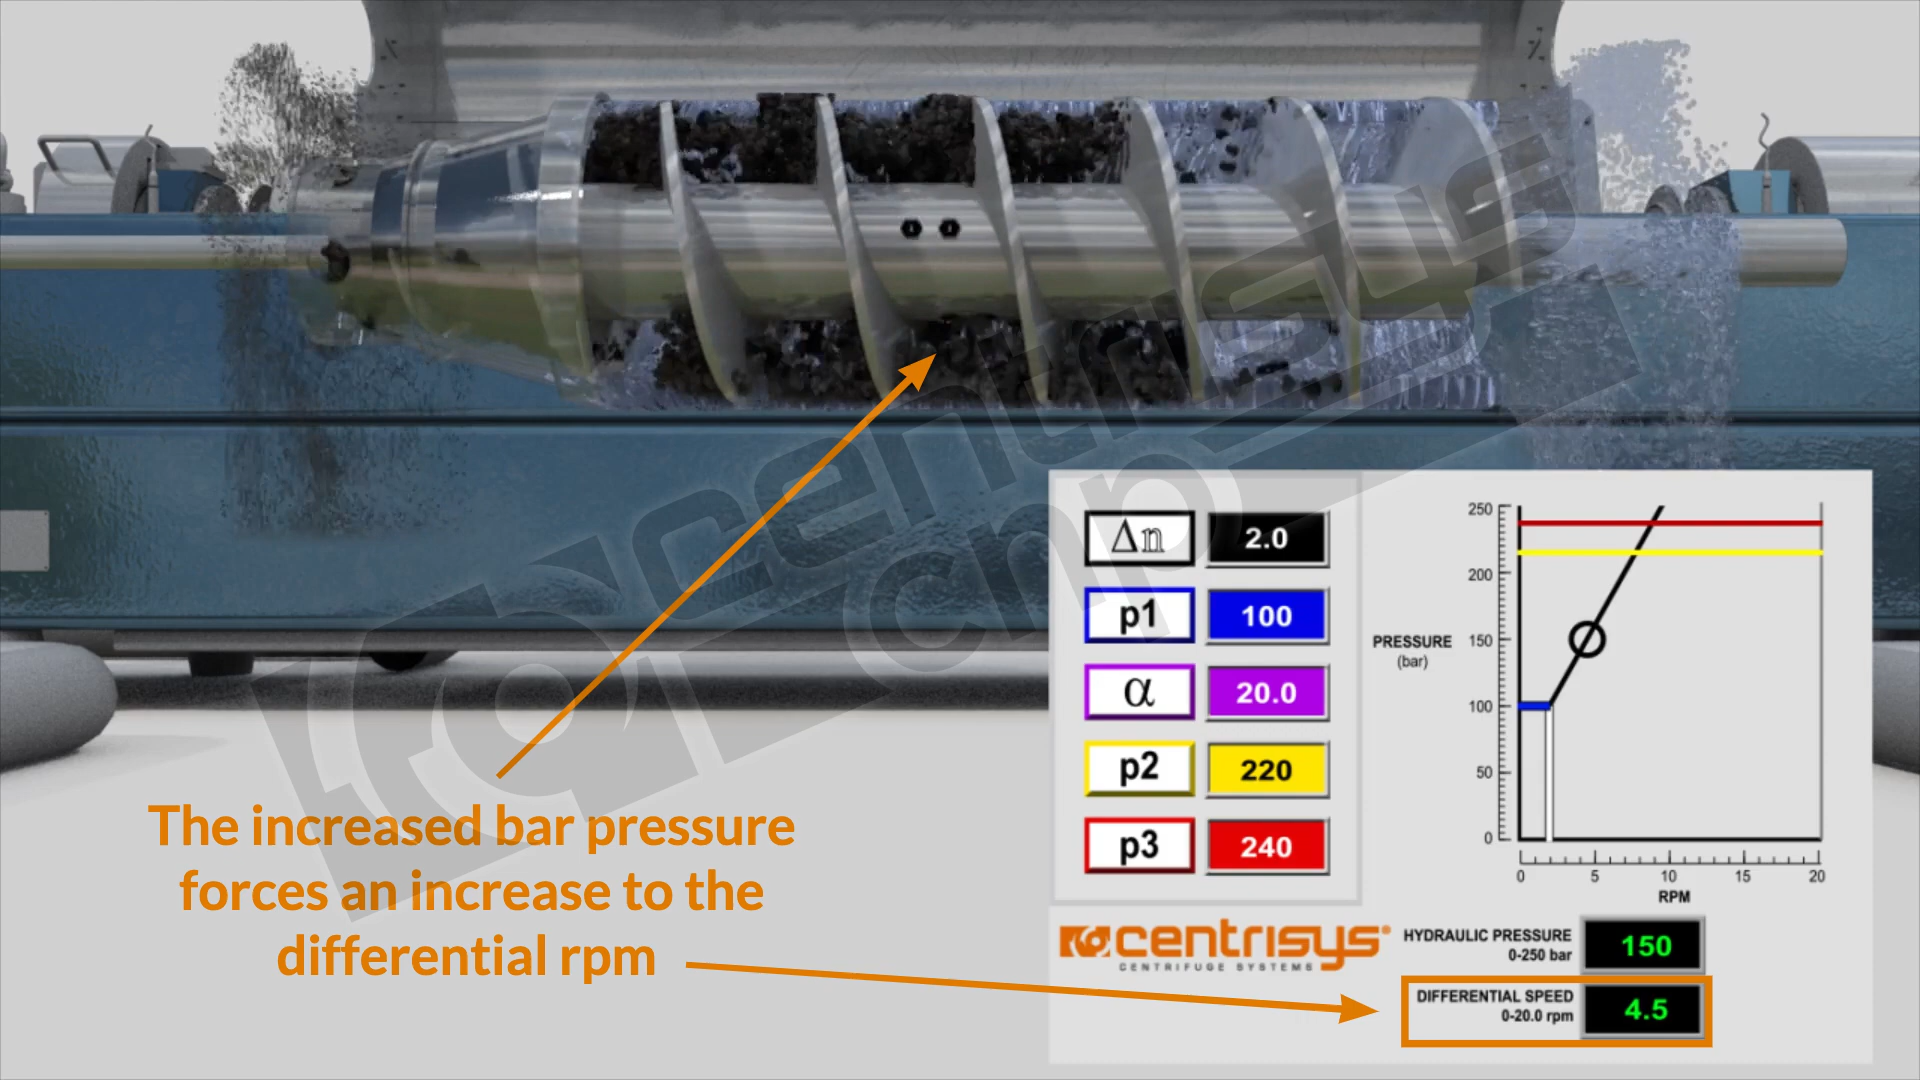 centrisys
cnp
Δn 2.0
p1 100
α 20.0
p2 220
p3 240
250
200
150
100
50
0
PRESSURE
(bar)
0 5 10 15 20
RPM
The increased bar pressure
forces an increase to the
differential rpm
centrisys®
CENTRIFUGE SYSTEMS
HYDRAULIC PRESSURE
0-250 bar
150
DIFFERENTIAL SPEED
0-20.0 rpm
4.5